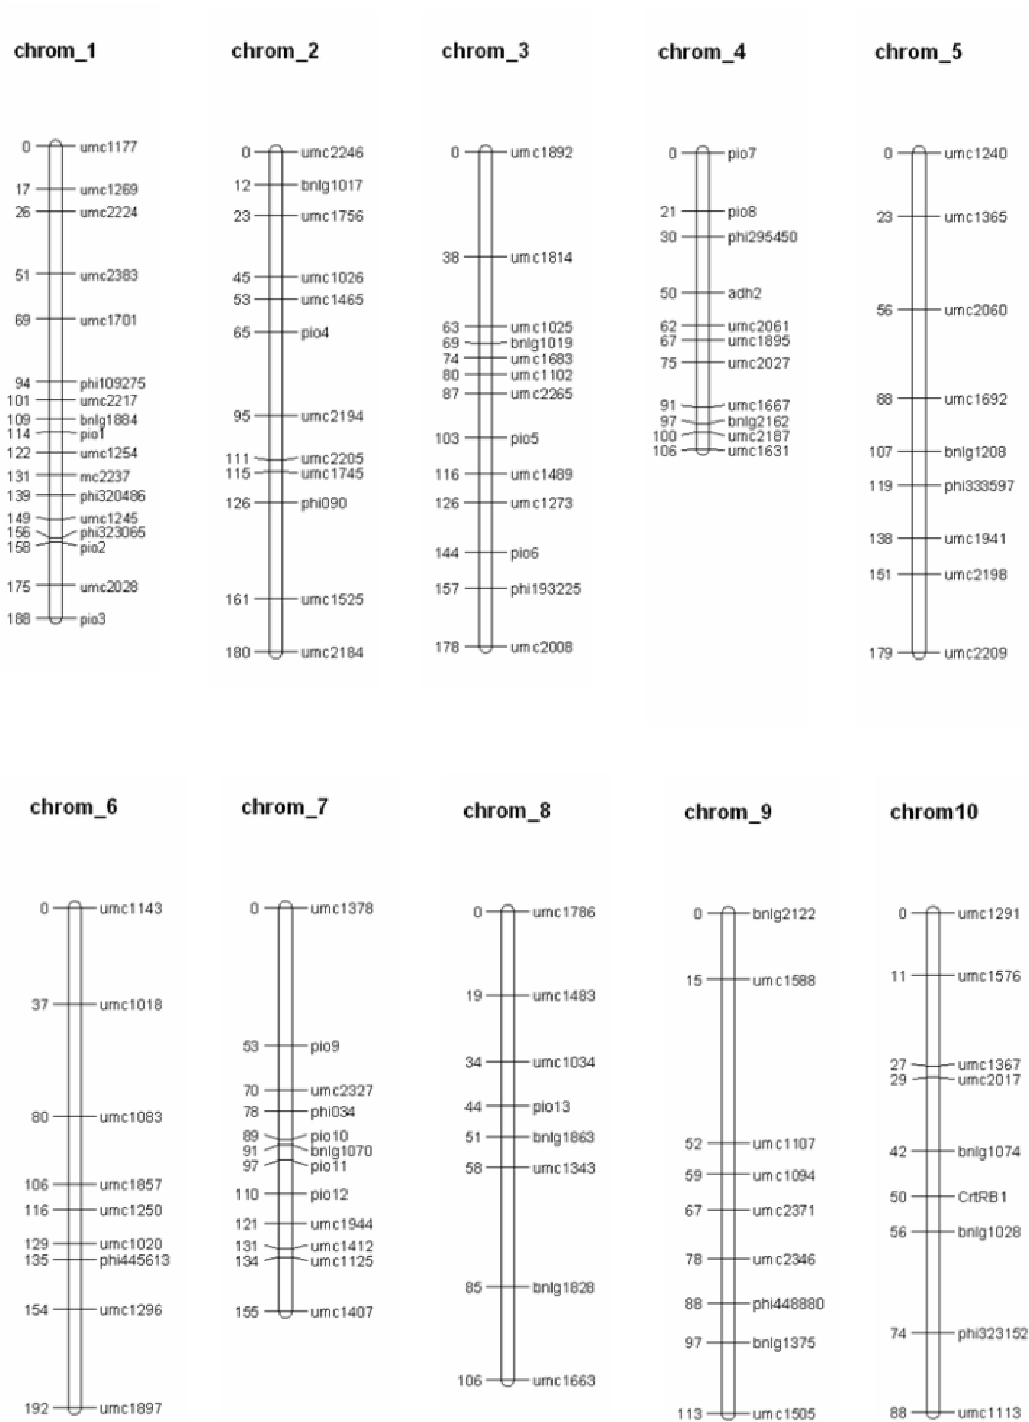 chrom_1
0 umc1177
17 umc1269
26 umc2224
51 umc2383
69 umc1701
94 phi109275
101 umc2217
109 bnlg1884
114 pio1
122 umc1254
131 mc2237
139 phi320486
149 umc1245
156 phi323065
158 pio2
175 umc2028
188 pio3
chrom_2
0 umc2246
12 bnlg1017
23 umc1756
45 umc1026
53 umc1465
65 pio4
95 umc2194
111 umc2205
115 umc1745
126 phi090
161 umc1525
180 umc2184
chrom_3
0 umc1892
38 umc1814
63 umc1025
69 bnlg1019
74 umc1683
80 umc1102
87 umc2265
103 pio5
116 umc1489
126 umc1273
144 pio6
157 phi193225
178 umc2008
chrom_4
0 pio7
21 pio8
30 phi295450
50 adh2
62 umc2061
67 umc1895
75 umc2027
91 umc1667
97 bnlg2162
100 umc2187
106 umc1631
chrom_5
0 umc1240
23 umc1365
56 umc2060
88 umc1692
107 bnlg1208
119 phi333597
138 umc1941
151 umc2198
179 umc2209
chrom_6
0 umc1143
37 umc1018
80 umc1083
106 umc1857
116 umc1250
129 umc1020
135 phi445613
154 umc1296
192 umc1897
chrom_7
0 umc1378
53 pio9
70 umc2327
78 phi034
89 pio10
91 bnlg1070
97 pio11
110 pio12
121 umc1944
131 umc1412
134 umc1125
155 umc1407
chrom_8
0 umc1786
19 umc1483
34 umc1034
44 pio13
51 bnlg1863
58 umc1343
85 bnlg1828
106 umc1663
chrom_9
0 bnlg2122
15 umc1588
52 umc1107
59 umc1094
67 umc2371
78 umc2346
88 phi448880
97 bnlg1375
113 umc1505
chrom10
0 umc1291
11 umc1576
27 umc1367
29 umc2017
42 bnlg1074
50 CrtRB1
56 bnlg1028
74 phi323152
88 umc1113